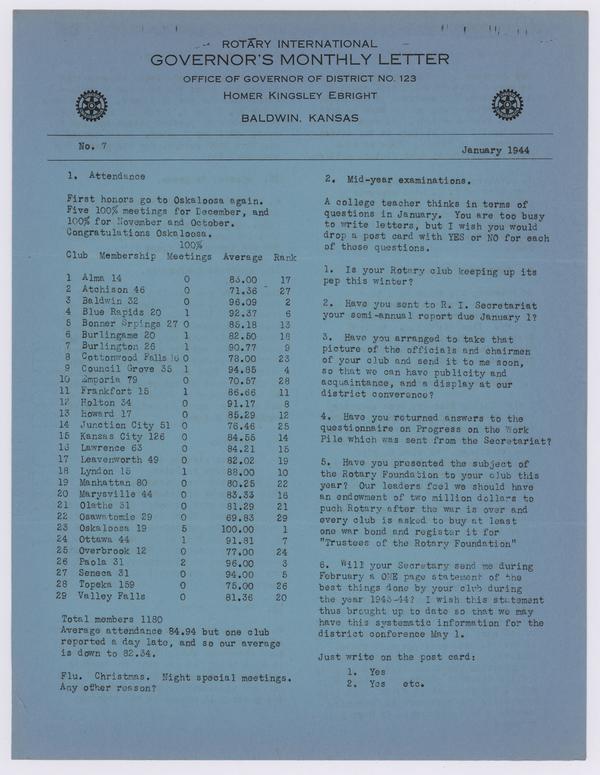 ROTARY INTERNATIONAL
GOVERNOR'S MONTHLY LETTER
OFFICE OF GOVERNOR OF DISTRICT NO. 123
HOMER KINGSLEY EBRIGHT
BALDWIN, KANSAS
No. 7
January 1944
1. Attendance
First honors go to Oskaloosa again.
Five 100% meetings for December, and
100% for November and October.
Congratulations Oskaloosa.
100%
Club Membership Meetings Average Rank
1 Alma 14 0 83.00 17
2 Atchison 46 0 71.36 27
3 Baldwin 32 0 96.09 2
4 Blue Rapids 20 1 92.37 6
5 Bonner Srpings 27 0 85.18 13
6 Burlingame 20 1 82.50 18
7 Burlington 26 1 90.77 9
8 Cottonwood Falls 16 0 78.00 23
9 Council Grove 35 1 94.85 4
10 Emporia 79 0 70.57 28
11 Frankfort 15 1 86.66 11
12 Holton 34 0 91.17 8
13 Howard 17 0 85.29 12
14 Junction City 51 0 76.46 25
15 Kansas City 126 0 84.55 14
16 Lawrence 63 0 84.21 15
17 Leavenworth 49 0 82.02 19
18 Lyndon 15 1 88.00 10
19 Manhattan 80 0 80.25 22
20 Marysville 44 0 83.33 16
21 Olathe 31 0 81.29 21
22 Osawatomie 29 0 69.83 29
23 Oskaloosa 19 5 100.00 1
24 Ottawa 44 1 91.81 7
25 Overbrook 12 0 77.00 24
26 Paola 31 2 96.00 3
27 Seneca 31 0 94.00 5
28 Topeka 159 0 75.00 26
29 Valley Falls 0 81.36 20
Total members 1180
Average attendance 84.94 but one club
reported a day late, and so our average
is down to 82.34.
Flu. Christmas. Night special meetings.
Any other reason?
2. Mid-year examinations.
A college teacher thinks in terms of
questions in January. You are too busy
to write letters, but I wish you would
drop a post card with YES or NO for each
of these questions.
1. Is your Rotary club keeping up its
pep this winter?
2. Have you sent to R. I. Secretariat
your semi-annual report due January 1?
3. Have you arranged to take that
picture of the officials and chairmen
of your club and send it to me soon,
so that we can have publicity and
acquaintance, and a display at our
district converence?
4. Have you returned answers to the
questionnaire on Progress on the Work
Pile which was sent from the Secretariat?
5. Have you presented the subject
of the Rotary Foundation to your club this
year? Our leaders feel we should have
an endowment of two million dollars to
puch Rotary after the war is over and
every club is asked to buy at least
one war bond and register it for
"Trustees of the Rotary Foundation"
6. Will your Secretary send me during
February a ONE page statement of the
best things done by your club during
the year 1943-44? I wish this statement
thus brought up to date so that we may
have this systematic information for the
district conference May 1.
Just write on the post card:
1. Yes
2. Yes etc.